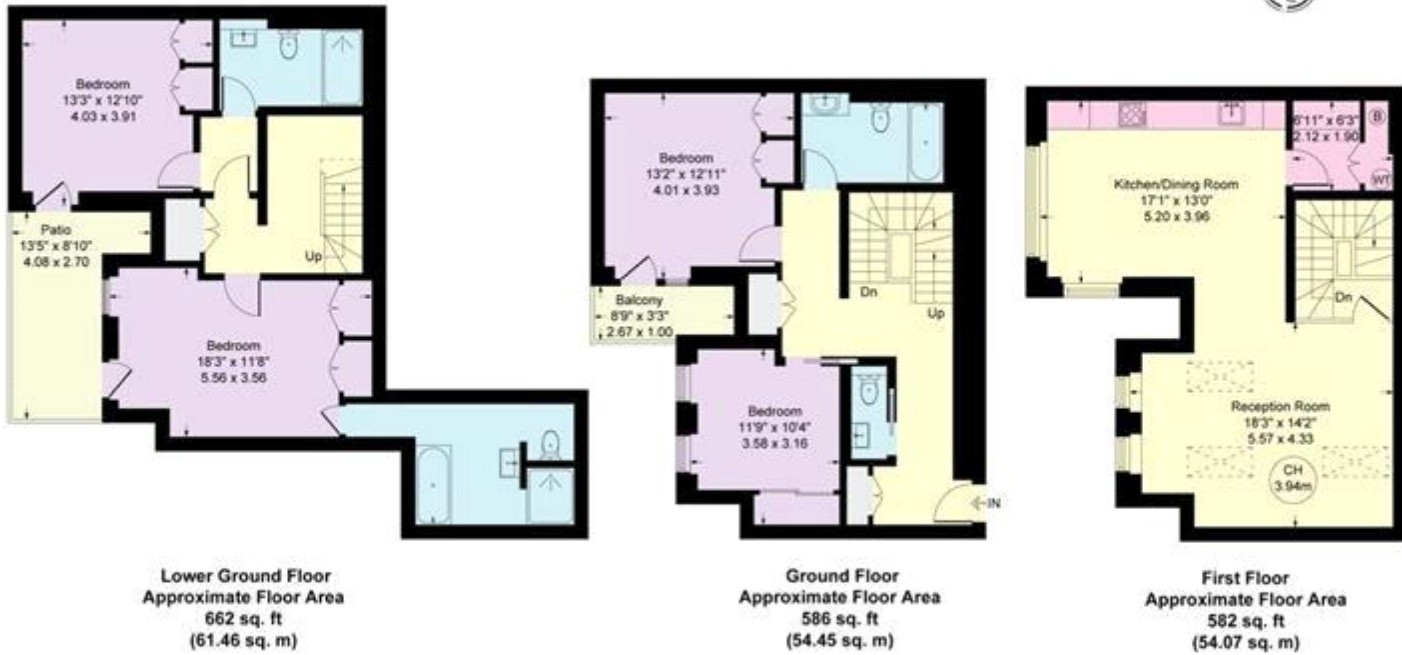 Bedroom
13'3" x 12'10"
4.03 x 3.91
Patio
13'5" x 8'10"
4.08 x 2.70
Up
Bedroom
18'3" x 11'8"
5.56 x 3.56
Lower Ground Floor
Approximate Floor Area
662 sq. ft
(61.46 sq. m)
Bedroom
13'2" x 12'11"
4.01 x 3.93
Balcony
8'9" x 3'3"
2.67 x 1.00
Dn
Up
Bedroom
11'9" x 10'4"
3.58 x 3.16
IN
Ground Floor
Approximate Floor Area
586 sq. ft
(54.45 sq. m)
6'11" x 6'3"
2.12 x 1.90
B
WT
Kitchen/Dining Room
17'1" x 13'0"
5.20 x 3.96
Dn
Reception Room
18'3" x 14'2"
5.57 x 4.33
CH
3.94m
First Floor
Approximate Floor Area
582 sq. ft
(54.07 sq. m)